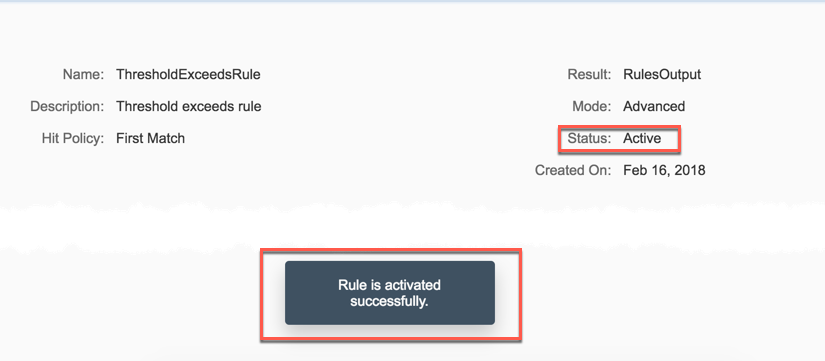 Name: ThresholdExceedsRule
Result: RulesOutput
Description: Threshold exceeds rule
Mode: Advanced
Hit Policy: First Match
Status: Active
Created On: Feb 16, 2018
Rule is activated
successfully.